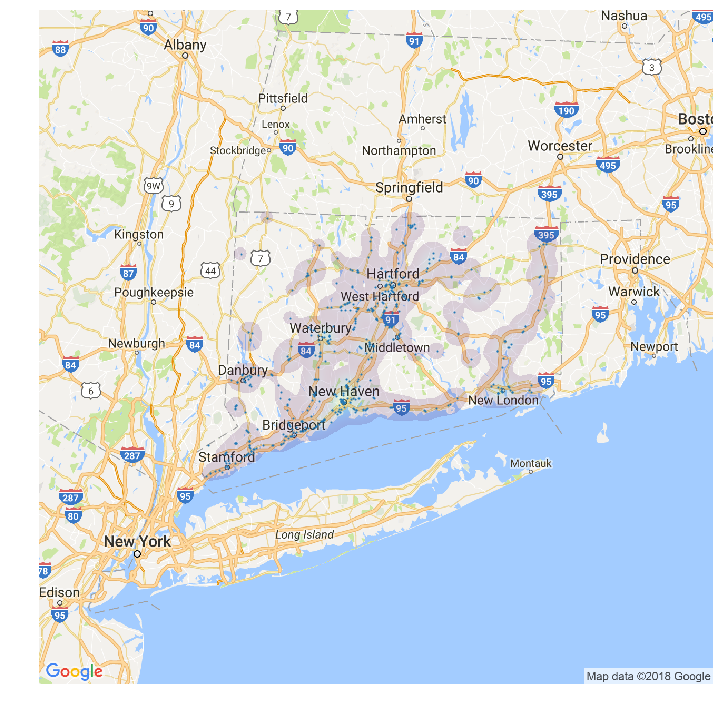 7
Nashua
90
495
88
Albany
91
3
Pittsfield
190
Lenox
Amherst
Bosto
90
Northampton
Worcester
Brookline
Stockbridge
495
9W
Springfield
90
395
9
95
Kingston
395
7
84
Providence
44
87
Hartford
Poughkeepsie
West Hartford
Warwick
95
91
Waterbury
Newburgh
84
84
Middletown
Newport
84
Danbury
95
6
New Haven
New London
95
Bridgeport
287
Stamford
Montauk
287
95
80
New York
Long Island
78
Edison
95
Google
Map data ©2018 Google